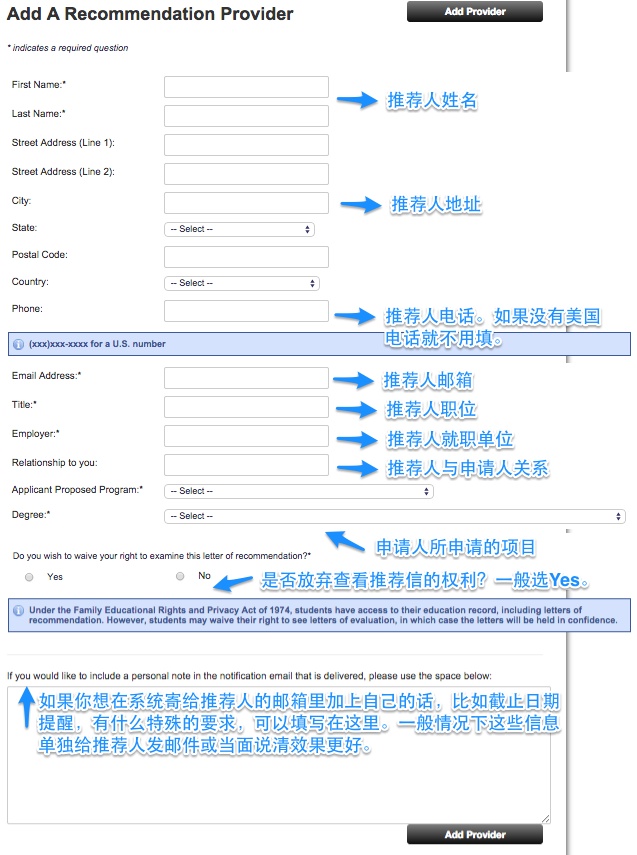 Add A Recommendation Provider
Add Provider
* indicates a required question
First Name:*
推荐人姓名
Last Name:*
Street Address (Line 1):
Street Address (Line 2):
City:
推荐人地址
State:
-- Select --
Postal Code:
Country:
-- Select --
Phone:
推荐人电话。如果没有美国
电话就不用填。
(xxx)xxx-xxxx for a U.S. number
Email Address:*
推荐人邮箱
Title:*
推荐人职位
Employer:*
推荐人就职单位
Relationship to you:
推荐人与申请人关系
Applicant Proposed Program:*
-- Select --
Degree:*
-- Select --
申请人所申请的项目
Do you wish to waive your right to examine this letter of recommendation?*
Yes
No
是否放弃查看推荐信的权利？一般选Yes。
Under the Family Educational Rights and Privacy Act of 1974, students have access to their education record, including letters of
recommendation. However, students may waive their right to see letters of evaluation, in which case the letters will be held in confidence.
If you would like to include a personal note in the notification email that is delivered, please use the space below:
如果你想在系统寄给推荐人的邮箱里加上自己的话，比如截止日期
提醒，有什么特殊的要求，可以填写在这里。一般情况下这些信息
单独给推荐人发邮件或当面说清效果更好。
Add Provider